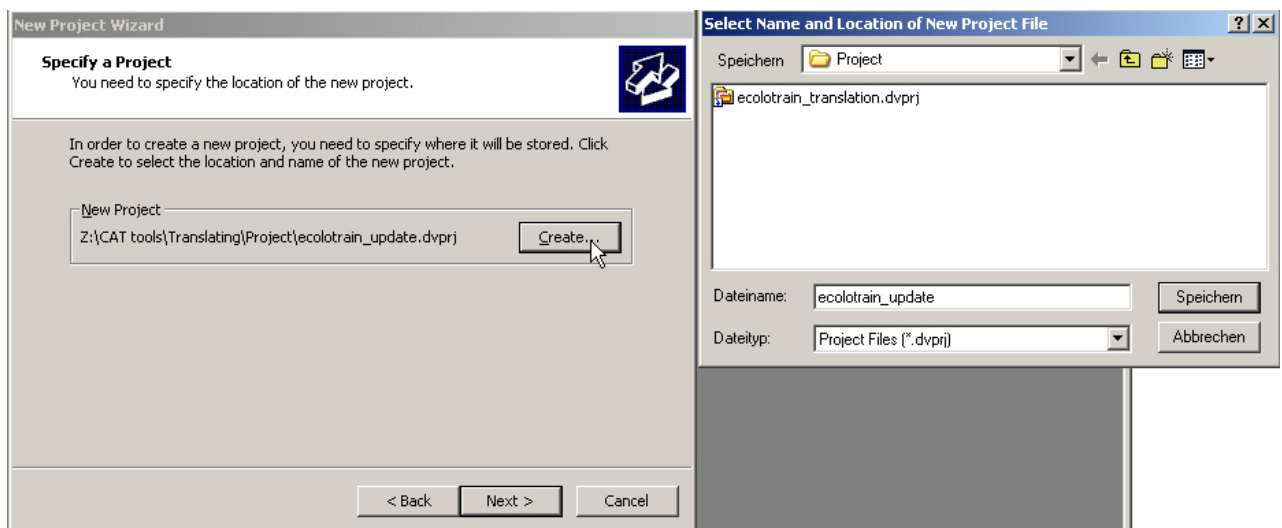 New Project Wizard
Specify a Project
You need to specify the location of the new project.
In order to create a new project, you need to specify where it will be stored. Click
Create to select the location and name of the new project.
New Project
Z:\CAT tools\Translating\Project\ecolotrain_update.dvprj
Create...
< Back
Next >
Cancel
Select Name and Location of New Project File
Speichern
Project
ecolotrain_translation.dvprj
Dateiname:
ecolotrain_update
Speichern
Dateityp:
Project Files (*.dvprj)
Abbrechen